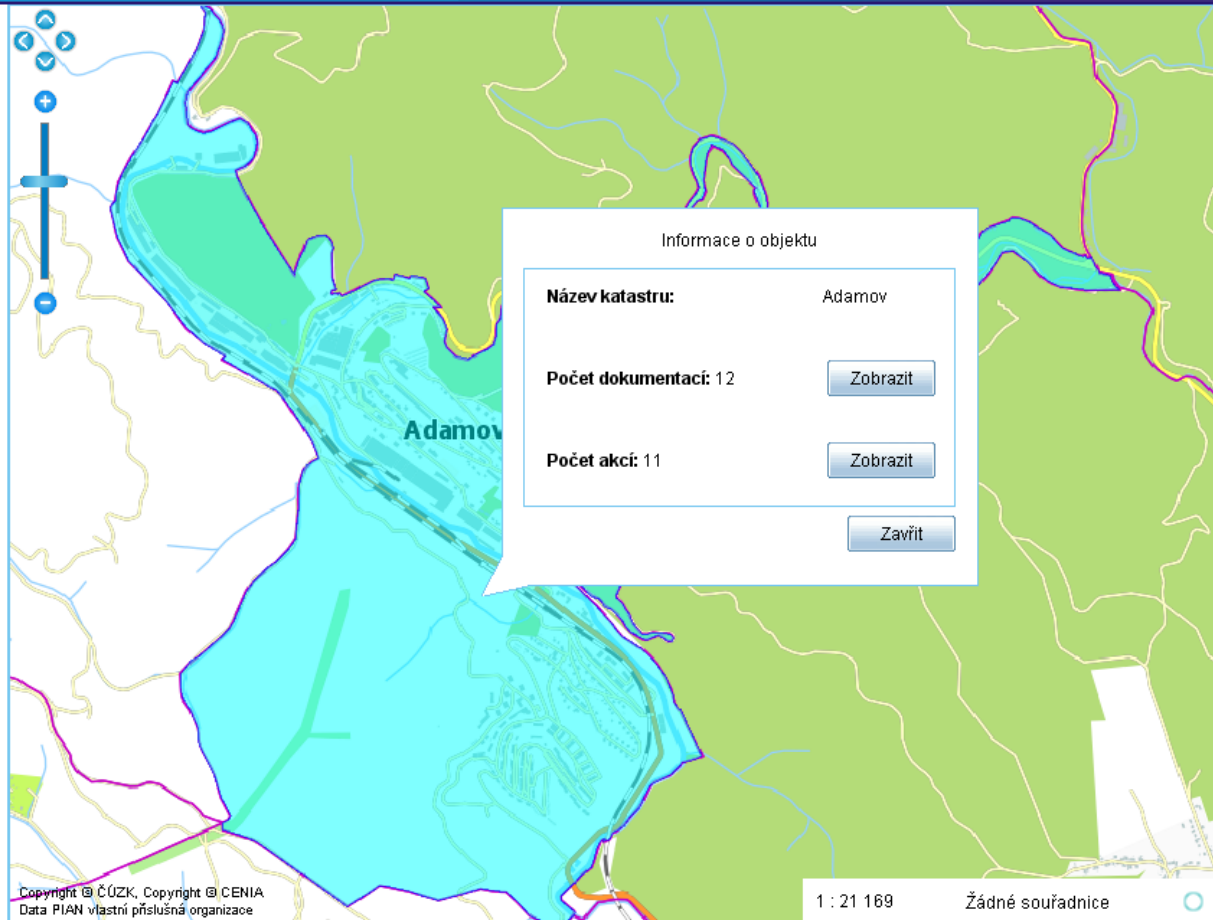 Informace o objektu
Název katastru: Adamov
Počet dokumentací: 12 Zobrazit
Adamov
Počet akcí: 11 Zobrazit
Zavřit
Copyright © ČÚZK, Copyright © CENIA
Data PIAN vlastní příslušná organizace
1 : 21 169 Žádné souřadnice